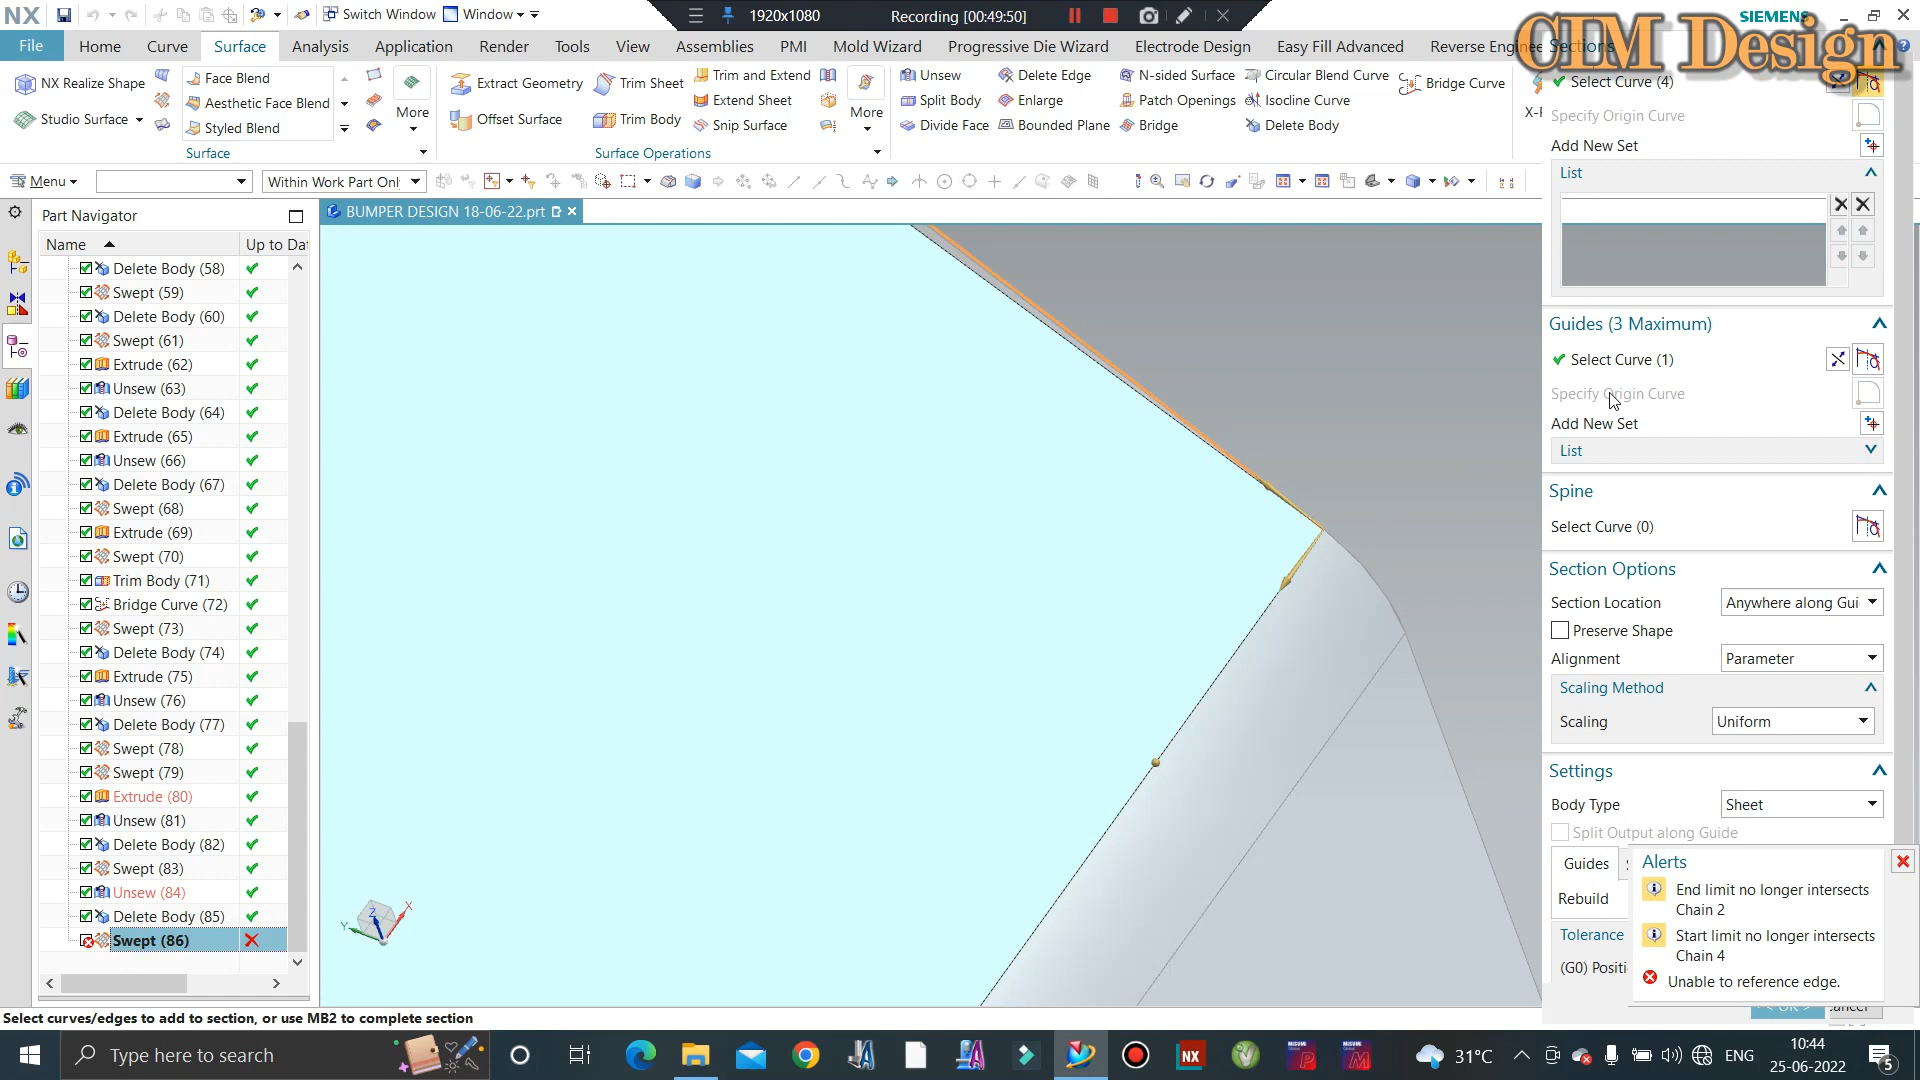 NX
Switch Window
Window
1920x1080
Recording [00:49:50]
SIEMENS
CIM Design
File
Home
Curve
Surface
Analysis
Application
Render
Tools
View
Assemblies
PMI
Mold Wizard
Progressive Die Wizard
Electrode Design
Easy Fill Advanced
Reverse Engine
Sections
NX Realize Shape
Studio Surface
Face Blend
Aesthetic Face Blend
Styled Blend
More
Surface
Extract Geometry
Offset Surface
Trim Sheet
Trim Body
Trim and Extend
Extend Sheet
Snip Surface
More
Surface Operations
Unsew
Split Body
Divide Face
Delete Edge
Enlarge
Bounded Plane
N-sided Surface
Patch Openings
Bridge
Circular Blend Curve
Isocline Curve
Delete Body
Bridge Curve
X-F
Menu
Within Work Part Onl
Part Navigator
BUMPER DESIGN 18-06-22.prt
Name
Up to Dat
Delete Body (58)
Swept (59)
Delete Body (60)
Swept (61)
Extrude (62)
Unsew (63)
Delete Body (64)
Extrude (65)
Unsew (66)
Delete Body (67)
Swept (68)
Extrude (69)
Swept (70)
Trim Body (71)
Bridge Curve (72)
Swept (73)
Delete Body (74)
Extrude (75)
Unsew (76)
Delete Body (77)
Swept (78)
Swept (79)
Extrude (80)
Unsew (81)
Delete Body (82)
Swept (83)
Unsew (84)
Delete Body (85)
Swept (86)
X
Y
Z
Select Curve (4)
Specify Origin Curve
Add New Set
List
Guides (3 Maximum)
Select Curve (1)
Specify Origin Curve
Add New Set
List
Spine
Select Curve (0)
Section Options
Section Location
Anywhere along Gui
Preserve Shape
Alignment
Parameter
Scaling Method
Scaling
Uniform
Settings
Body Type
Sheet
Split Output along Guide
Guides
Rebuild
Tolerance
(G0) Positi
Alerts
End limit no longer intersects
Chain 2
Start limit no longer intersects
Chain 4
Unable to reference edge.
Select curves/edges to add to section, or use MB2 to complete section
Type here to search
NX
31°C
ENG
10:44
25-06-2022
5